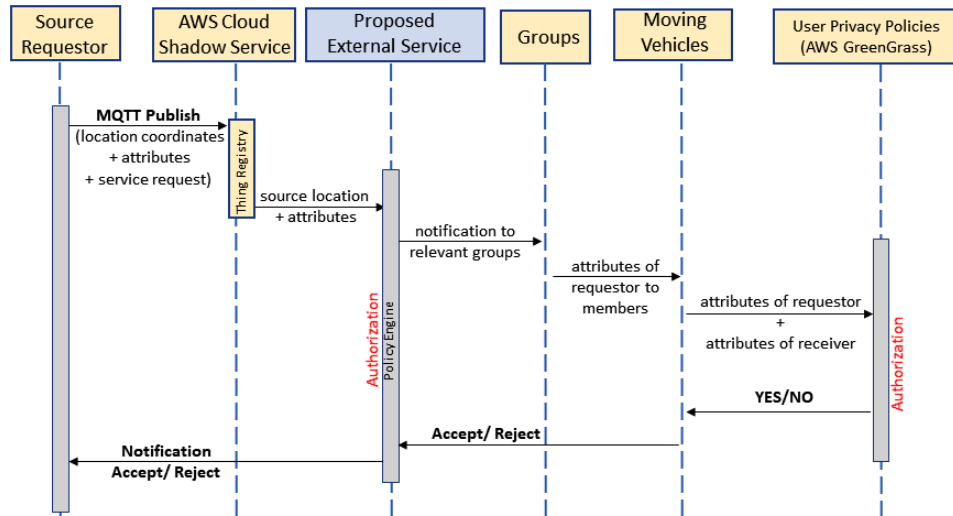 Source
Requestor
AWS Cloud
Shadow Service
Proposed
External Service
Groups
Moving
Vehicles
User Privacy Policies
(AWS GreenGrass)
MQTT Publish
(location coordinates
+ attributes
+ service request)
Thing Registry
source location
+ attributes
notification to
relevant groups
attributes of
requestor to
members
attributes of requestor
+
attributes of receiver
Authorization
Policy Engine
Authorization
YES/NO
Accept/ Reject
Notification
Accept/ Reject